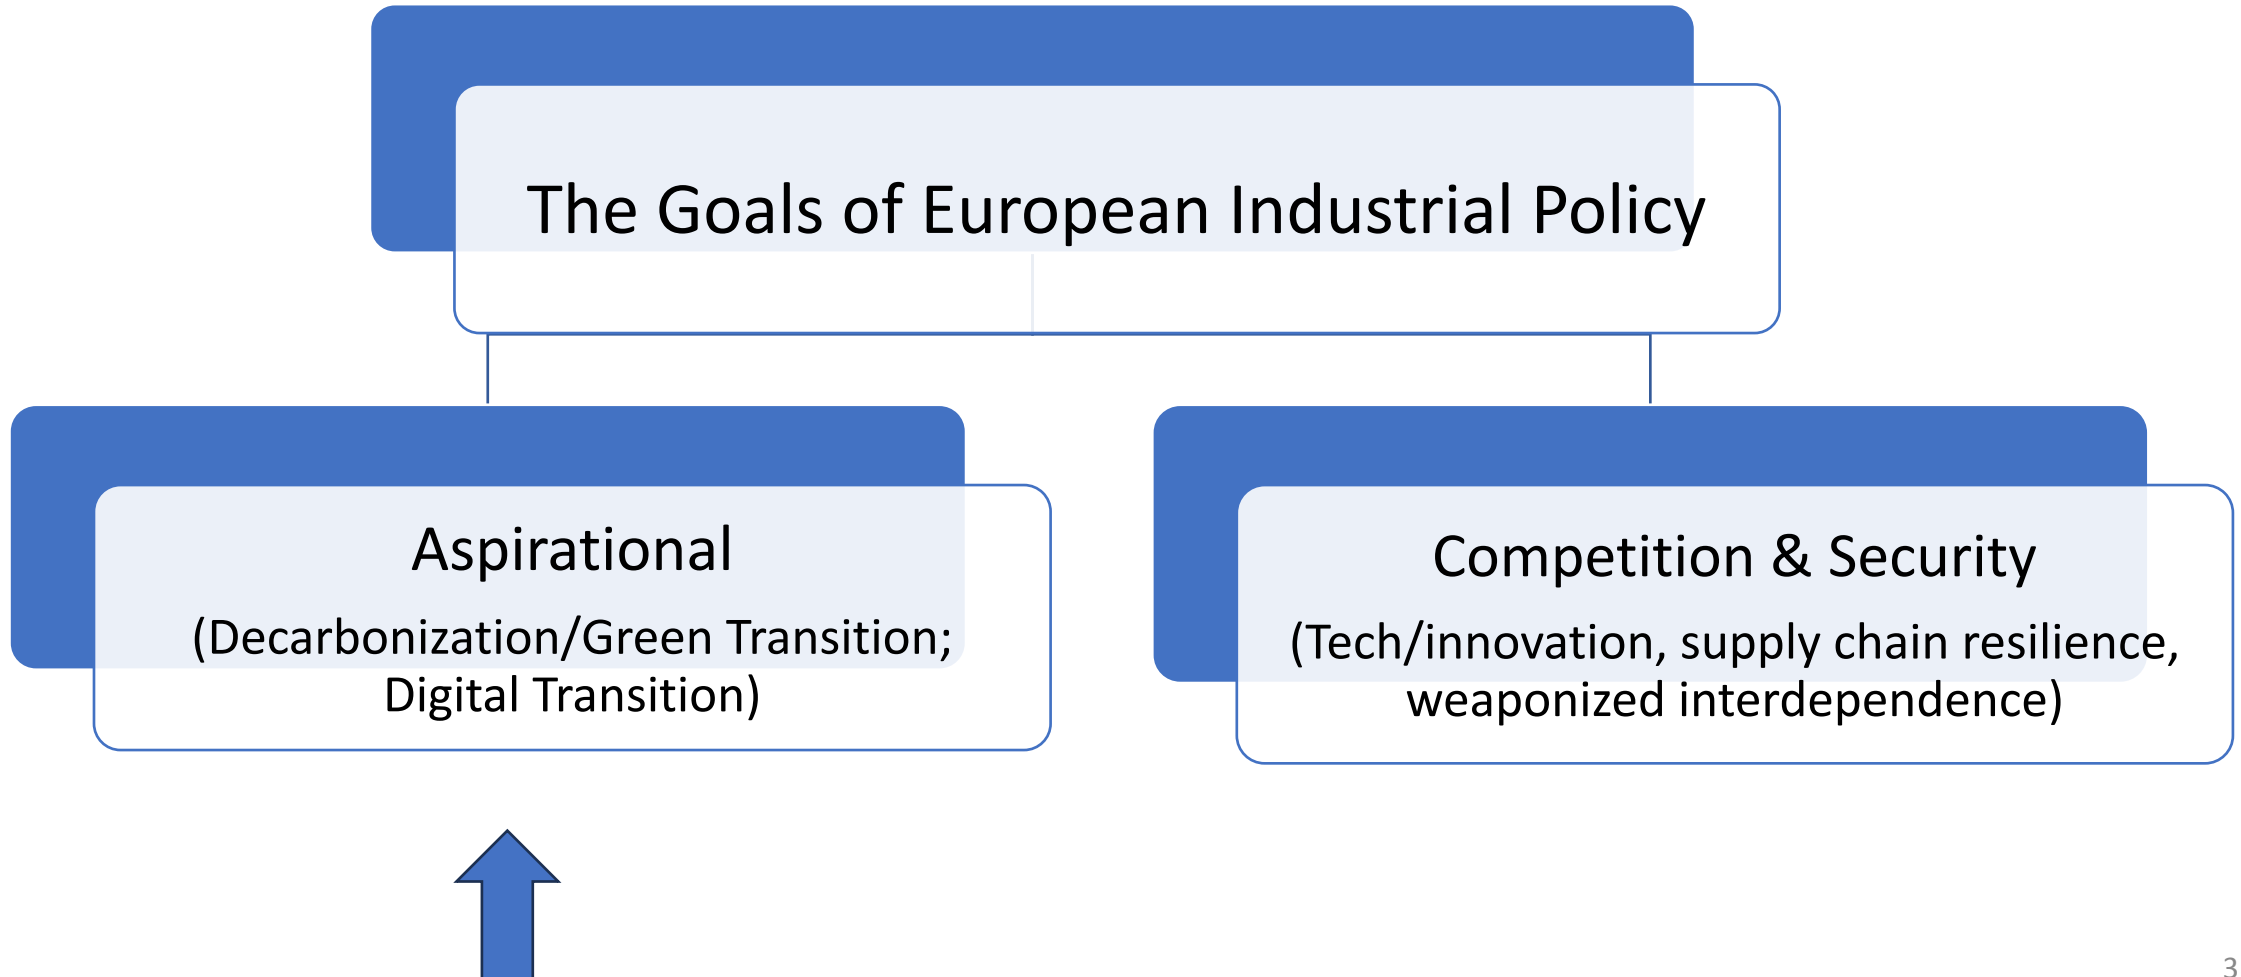 The Goals of European Industrial Policy
Aspirational
(Decarbonization/Green Transition;
Digital Transition)
Competition & Security
(Tech/innovation, supply chain resilience,
weaponized interdependence)
3